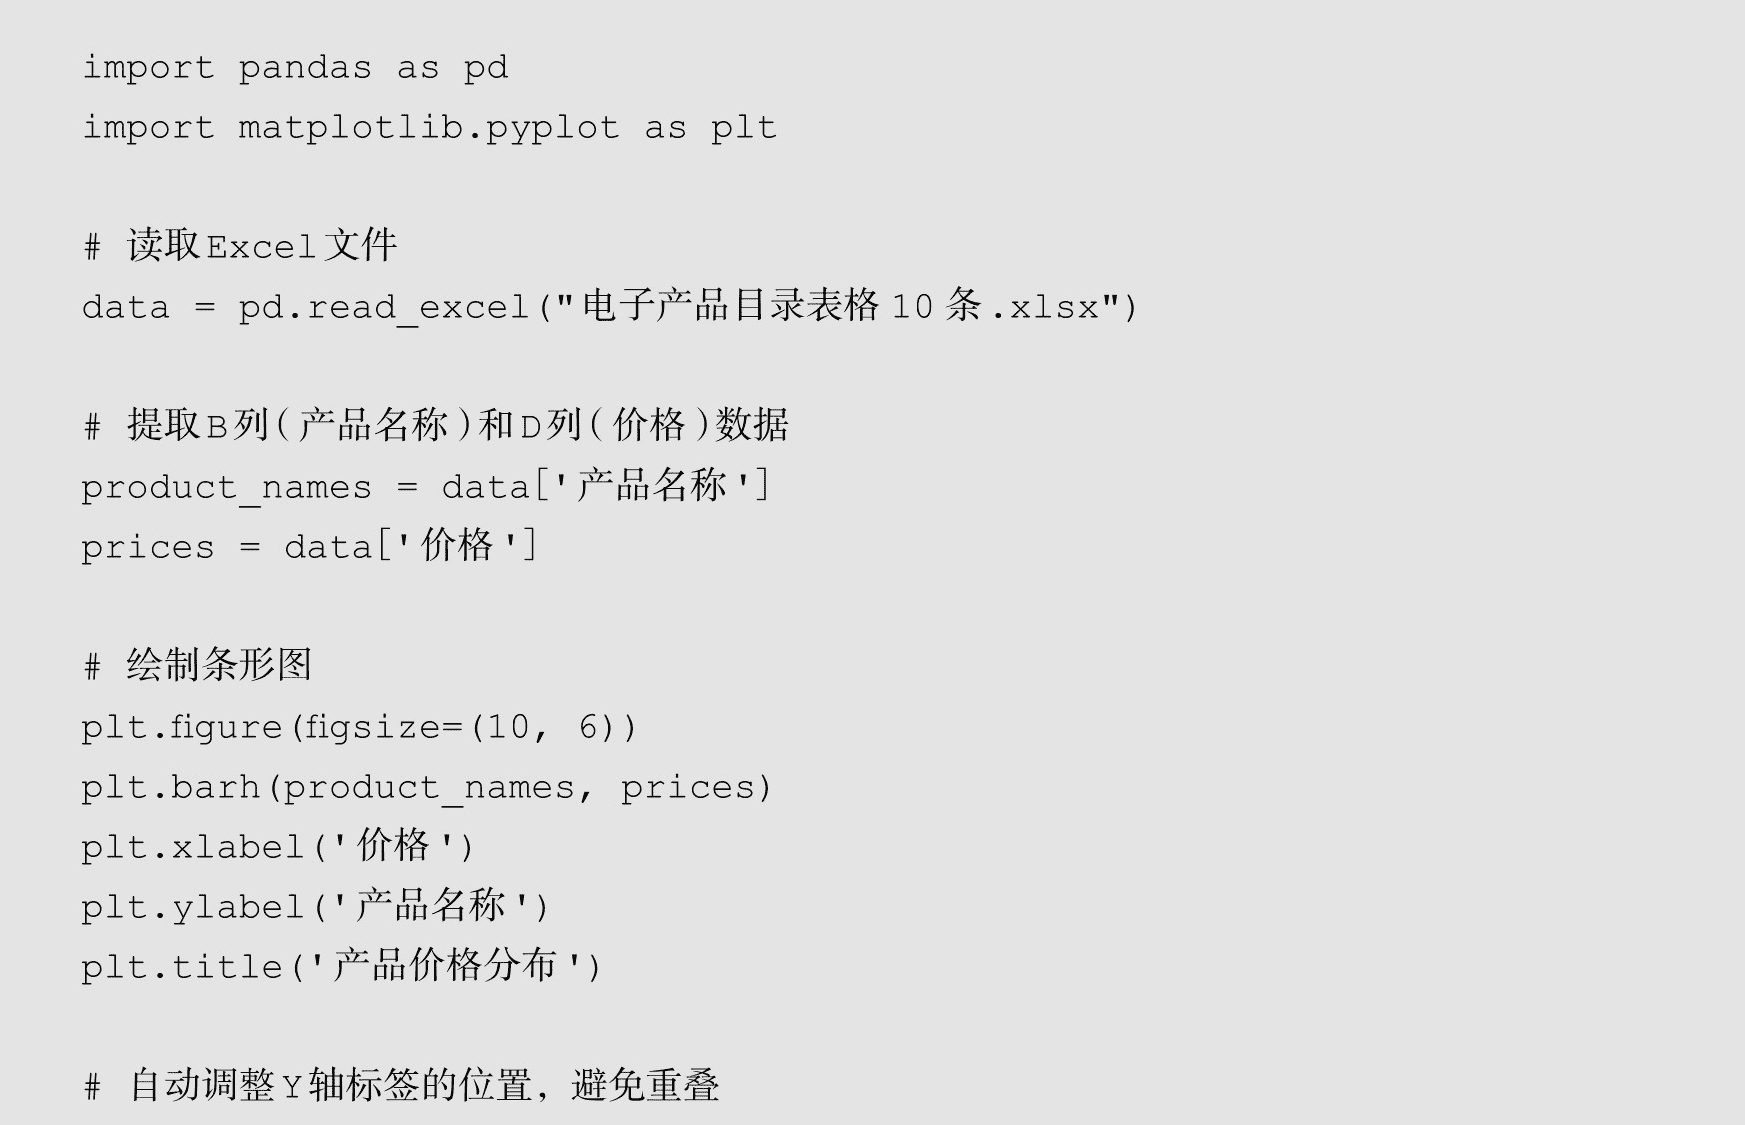 import pandas as pd
import matplotlib.pyplot as plt
# 读取Excel文件
data = pd.read_excel("电子产品目录表格10条.xlsx")
# 提取B列(产品名称)和D列(价格)数据
product_names = data['产品名称']
prices = data['价格']
# 绘制条形图
plt.figure(figsize=(10, 6))
plt.barh(product_names, prices)
plt.xlabel('价格')
plt.ylabel('产品名称')
plt.title('产品价格分布')
# 自动调整Y轴标签的位置，避免重叠